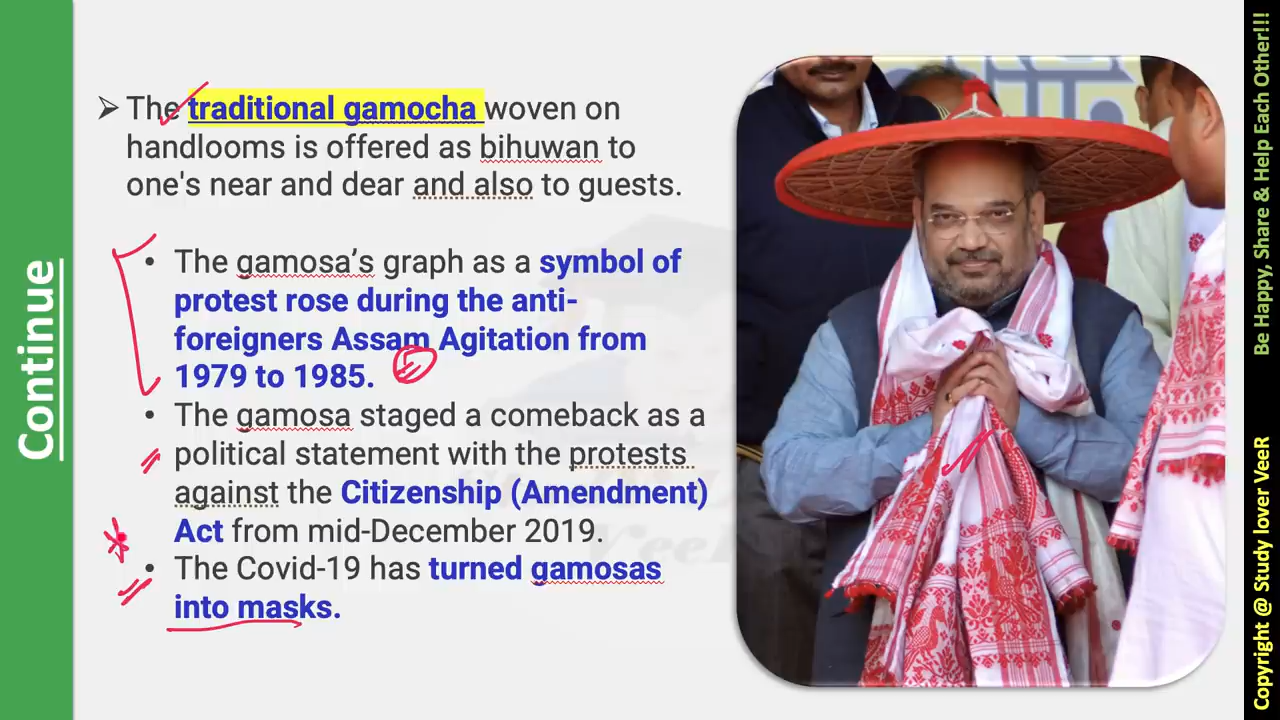 Continue
➢ The traditional gamocha woven on
handlooms is offered as bihuwan to
one's near and dear and also to guests.
• The gamosa’s graph as a symbol of
protest rose during the anti-
foreigners Assam Agitation from
1979 to 1985.
• The gamosa staged a comeback as a
political statement with the protests
against the Citizenship (Amendment)
Act from mid-December 2019.
• The Covid-19 has turned gamosas
into masks.
Copyright @ Study lover VeeR
Be Happy, Share & Help Each Other!!!